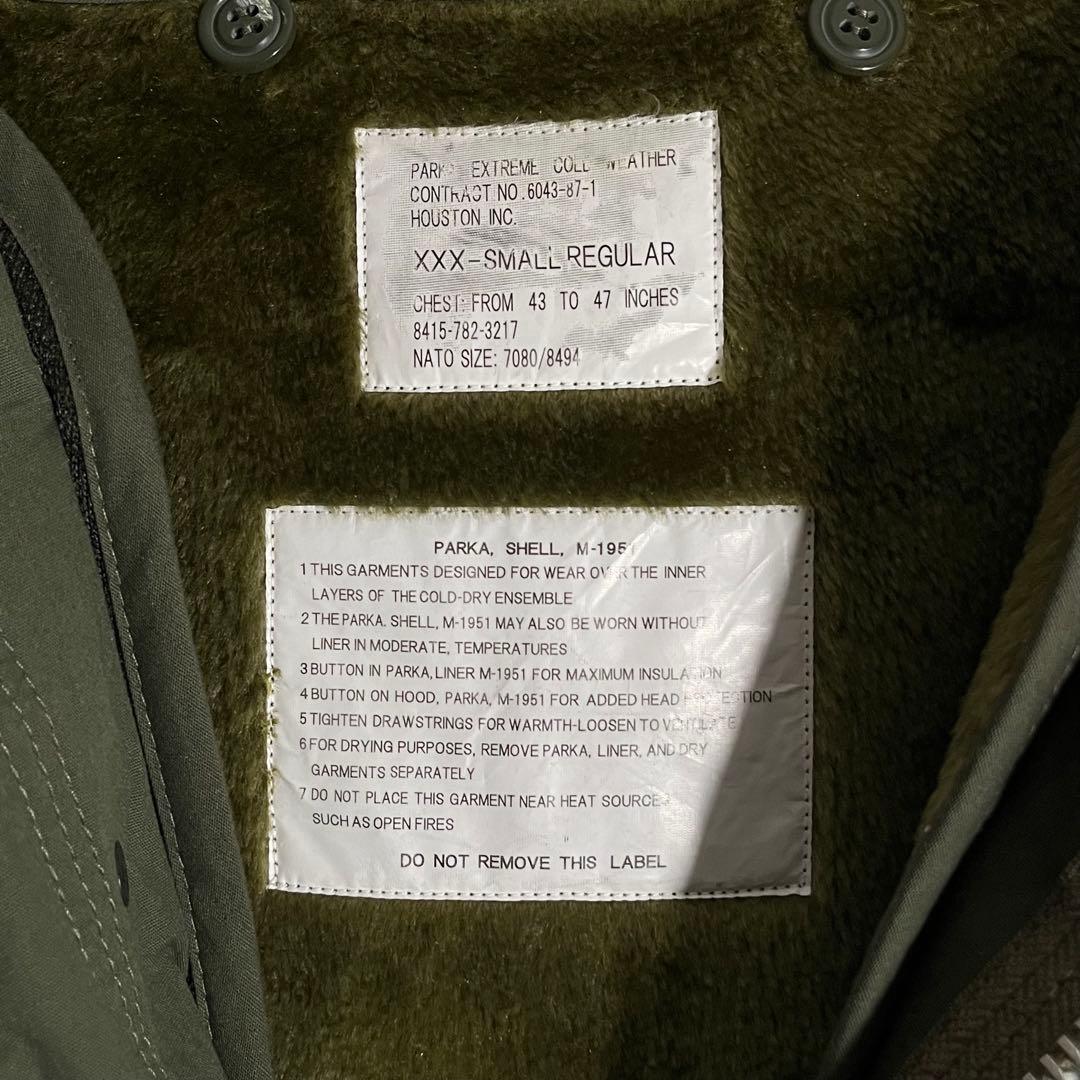 EXTREME COLD WEATHER
CONTRACT NO.6043-87-1
HOUSTON INC.
XXX-SMALL REGULAR
CHEST: FROM 43 TO 47 INCHES
8415-782-3217
NATO SIZE: 7080/8494
PARKA, SHELL, M-1951
1 THIS GARMENTS DESIGNED FOR WEAR OVER THE INNER
LAYERS OF THE COLD-DRY ENSEMBLE
2 THE PARKA. SHELL, M-1951 MAY ALSO BE WORN WITHOUT
LINER IN MODERATE, TEMPERATURES
3 BUTTON IN PARKA, LINER M-1951 FOR MAXIMUM INSULATION
4 BUTTON ON HOOD, PARKA, M-1951 FOR ADDED HEAD PROTECTION
5 TIGHTEN DRAWSTRINGS FOR WARMTH-LOOSEN TO VENTILATE
6 FOR DRYING PURPOSES, REMOVE PARKA, LINER, AND DRY
GARMENTS SEPARATELY
7 DO NOT PLACE THIS GARMENT NEAR HEAT SOURCE
SUCH AS OPEN FIRES
DO NOT REMOVE THIS LABEL